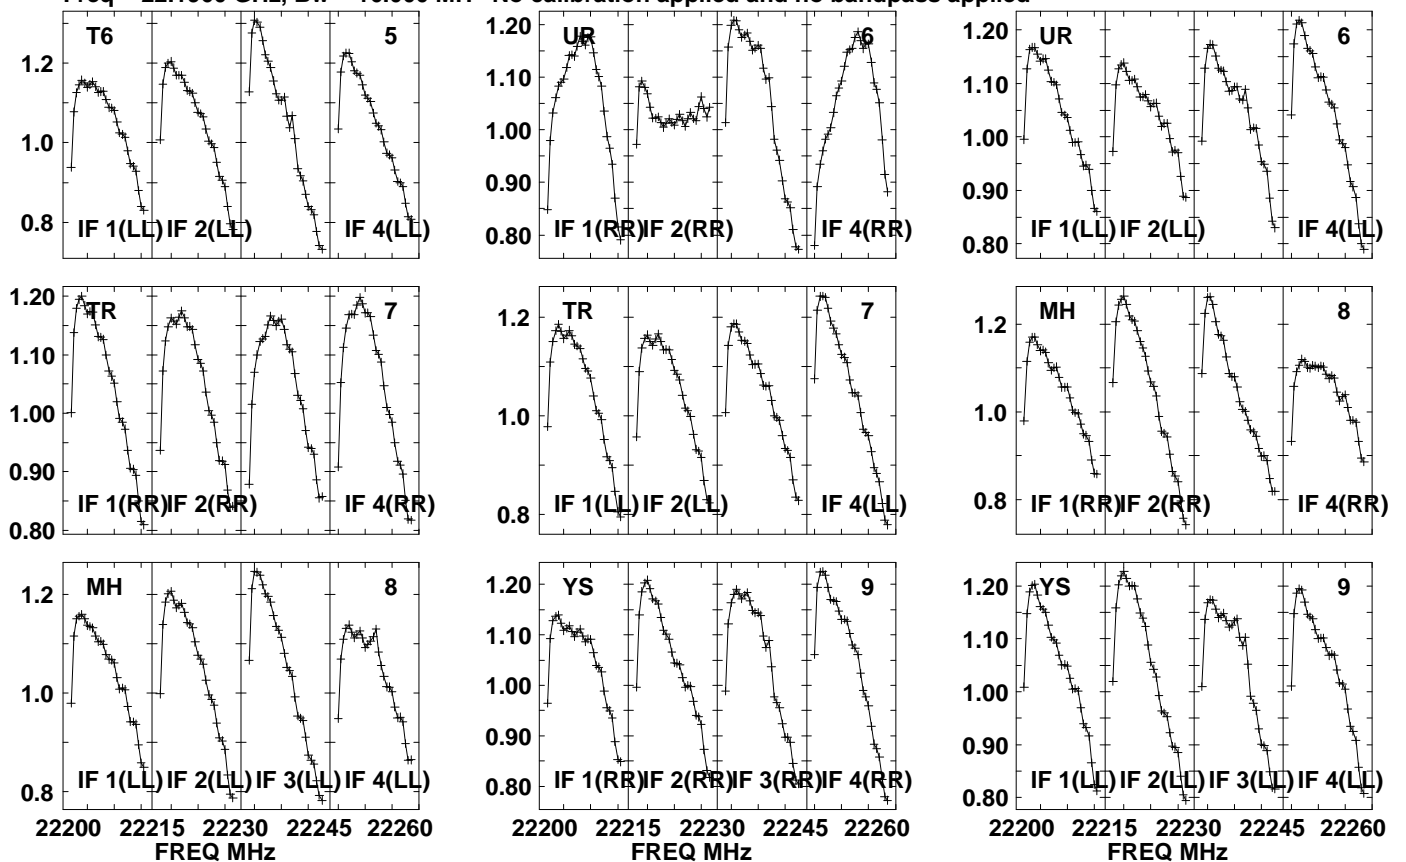 No calibration applied and no bandpass applied
T6 5
1.2
1.0
0.8
IF 1(LL) IF 2(LL) IF 4(LL)
UR 6
1.20
1.10
1.00
0.90
0.80
IF 1(RR) IF 2(RR) IF 4(RR)
UR 6
1.20
1.10
1.00
0.90
0.80
IF 1(LL) IF 2(LL) IF 4(LL)
TR 7
1.20
1.10
1.00
0.90
0.80
IF 1(RR) IF 2(RR) IF 4(RR)
TR 7
1.2
1.0
0.8
IF 1(LL) IF 2(LL) IF 4(LL)
MH 8
1.2
1.0
0.8
IF 1(RR) IF 2(RR) IF 4(RR)
MH 8
1.2
1.0
0.8
IF 1(LL) IF 2(LL) IF 3(LL) IF 4(LL)
22200 22215 22230 22245 22260
FREQ MHz
YS 9
1.20
1.10
1.00
0.90
0.80
IF 1(RR) IF 2(RR) IF 3(RR) IF 4(RR)
22200 22215 22230 22245 22260
FREQ MHz
YS 9
1.20
1.10
1.00
0.90
0.80
IF 1(LL) IF 2(LL) IF 3(LL) IF 4(LL)
22200 22215 22230 22245 22260
FREQ MHz